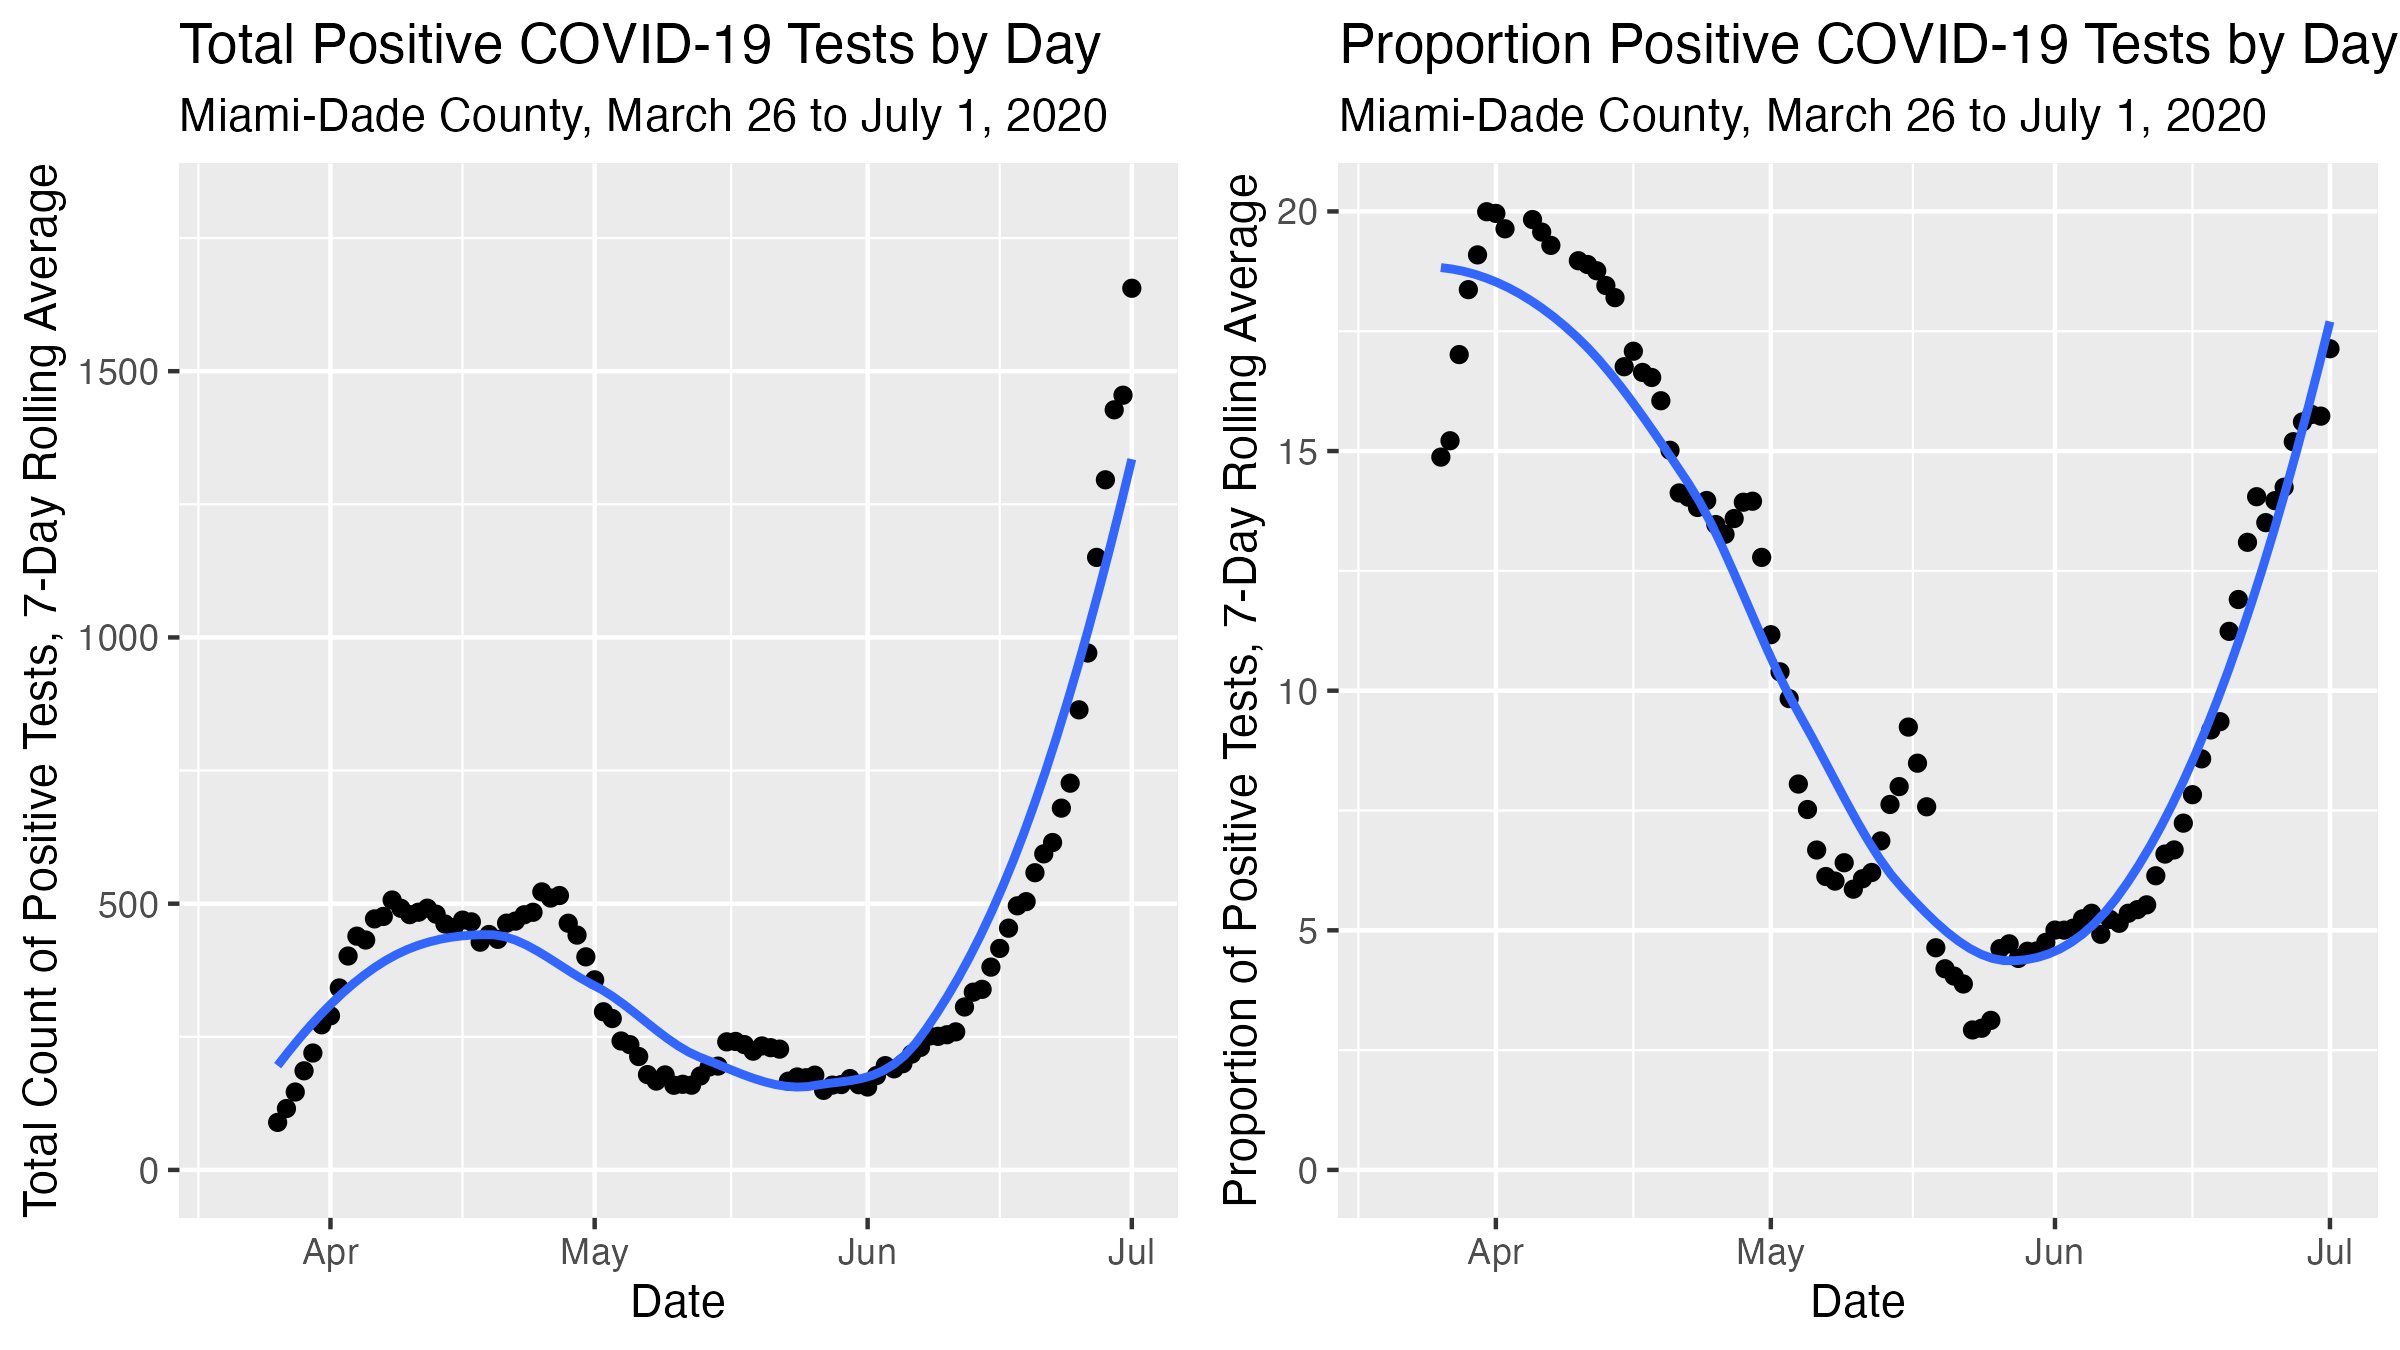 Total Positive COVID-19 Tests by Day
Miami-Dade County, March 26 to July 1, 2020
Total Count of Positive Tests, 7-Day Rolling Average
1500
1000
500
0
Apr May Jun Jul
Date
Proportion Positive COVID-19 Tests by Day
Miami-Dade County, March 26 to July 1, 2020
Proportion of Positive Tests, 7-Day Rolling Average
20
15
10
5
0
Apr May Jun Jul
Date